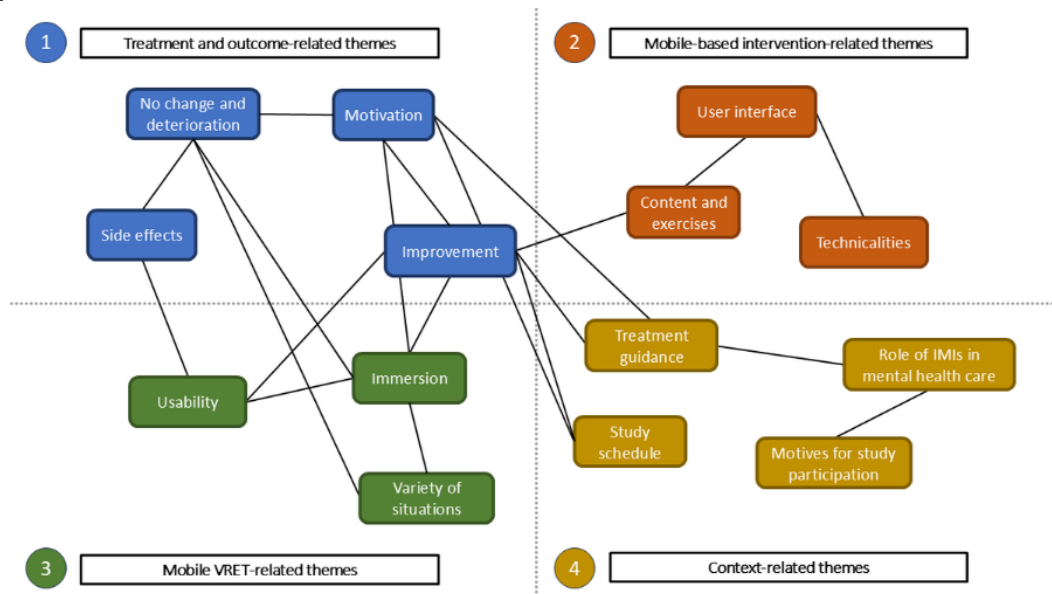 1
Treatment and outcome-related themes
2
Mobile-based intervention-related themes
No change and
deterioration
Motivation
User interface
Side effects
Improvement
Content and
exercises
Technicalities
Usability
Immersion
Variety of
situations
Treatment
guidance
Role of IMIs in
mental health care
Study
schedule
Motives for study
participation
3
Mobile VRET-related themes
4
Context-related themes